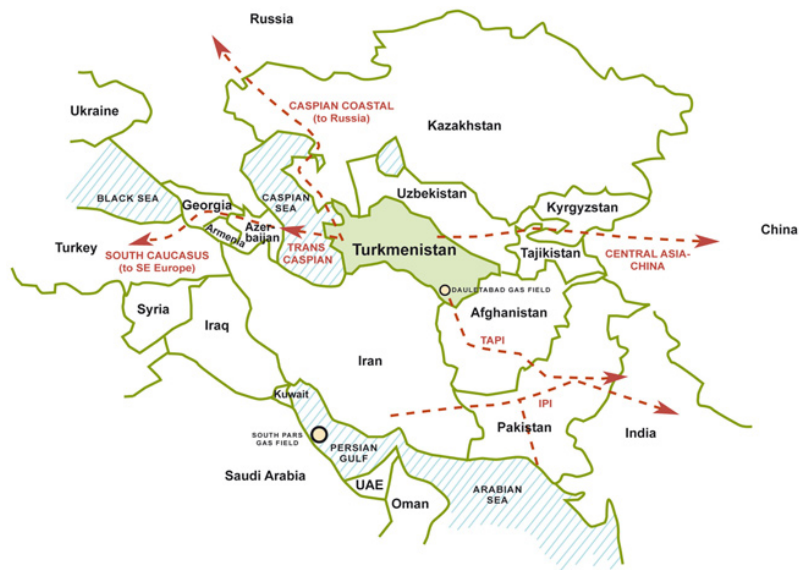 Russia
CASPIAN COASTAL
(to Russia)
Ukraine
Kazakhstan
BLACK SEA
Georgia
CASPIAN
SEA
Uzbekistan
Kyrgyzstan
China
Armenia
Azer-
baijan
Turkey
SOUTH CAUCASUS
(to SE Europe)
TRANS
CASPIAN
Turkmenistan
Tajikistan
CENTRAL ASIA-
CHINA
DAULETABAD GAS FIELD
Syria
Iraq
Afghanistan
Iran
TAPI
Kuwait
IPI
Pakistan
India
SOUTH PARS
GAS FIELD
PERSIAN
GULF
Saudi Arabia
UAE
Oman
ARABIAN
SEA